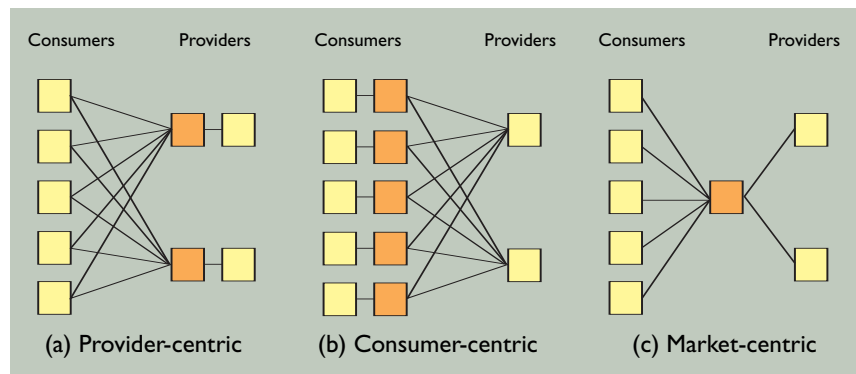 Consumers Providers Consumers Providers Consumers Providers
(a) Provider-centric (b) Consumer-centric (c) Market-centric